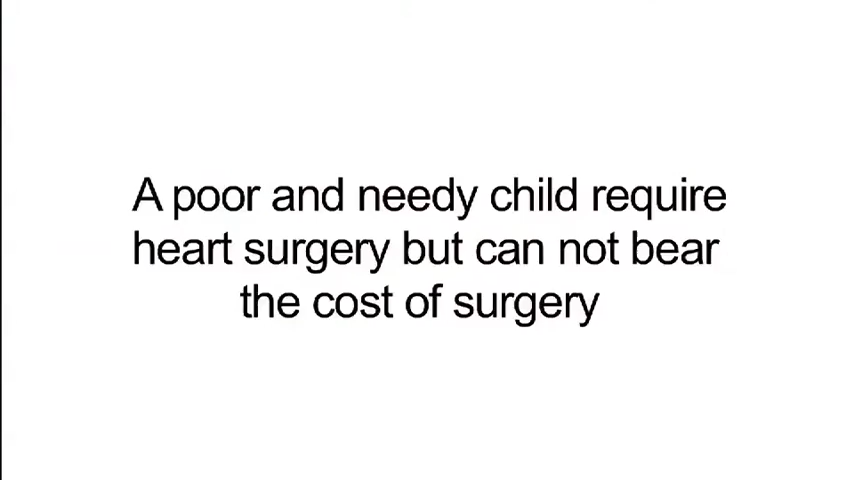 A poor and needy child require
heart surgery but can not bear
the cost of surgery